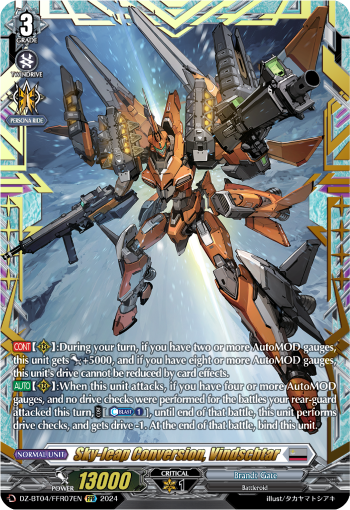 3
GRADE
TWINDRIVE
PERSONA RIDE
CONT [ ]:During your turn, if you have two or more AutoMOD gauges,
this unit gets +5000, and if you have eight or more AutoMOD gauges,
this unit's drive cannot be reduced by card effects.
AUTO [ ]:When this unit attacks, if you have four or more AutoMOD
gauges, and no drive checks were performed for the battles your rear-guard
attacked this turn, [ BLAST 1 ], until end of that battle, this unit performs
drive checks, and gets drive -1. At the end of that battle, bind this unit.
NORMAL UNIT
Sky-leap Conversion, Vindschtar
POWER 13000 CRITICAL 1 Brandt Gate
Battleroid
DZ-BT04/FFR07EN FFR 2024 illust/タカヤマトシアキ